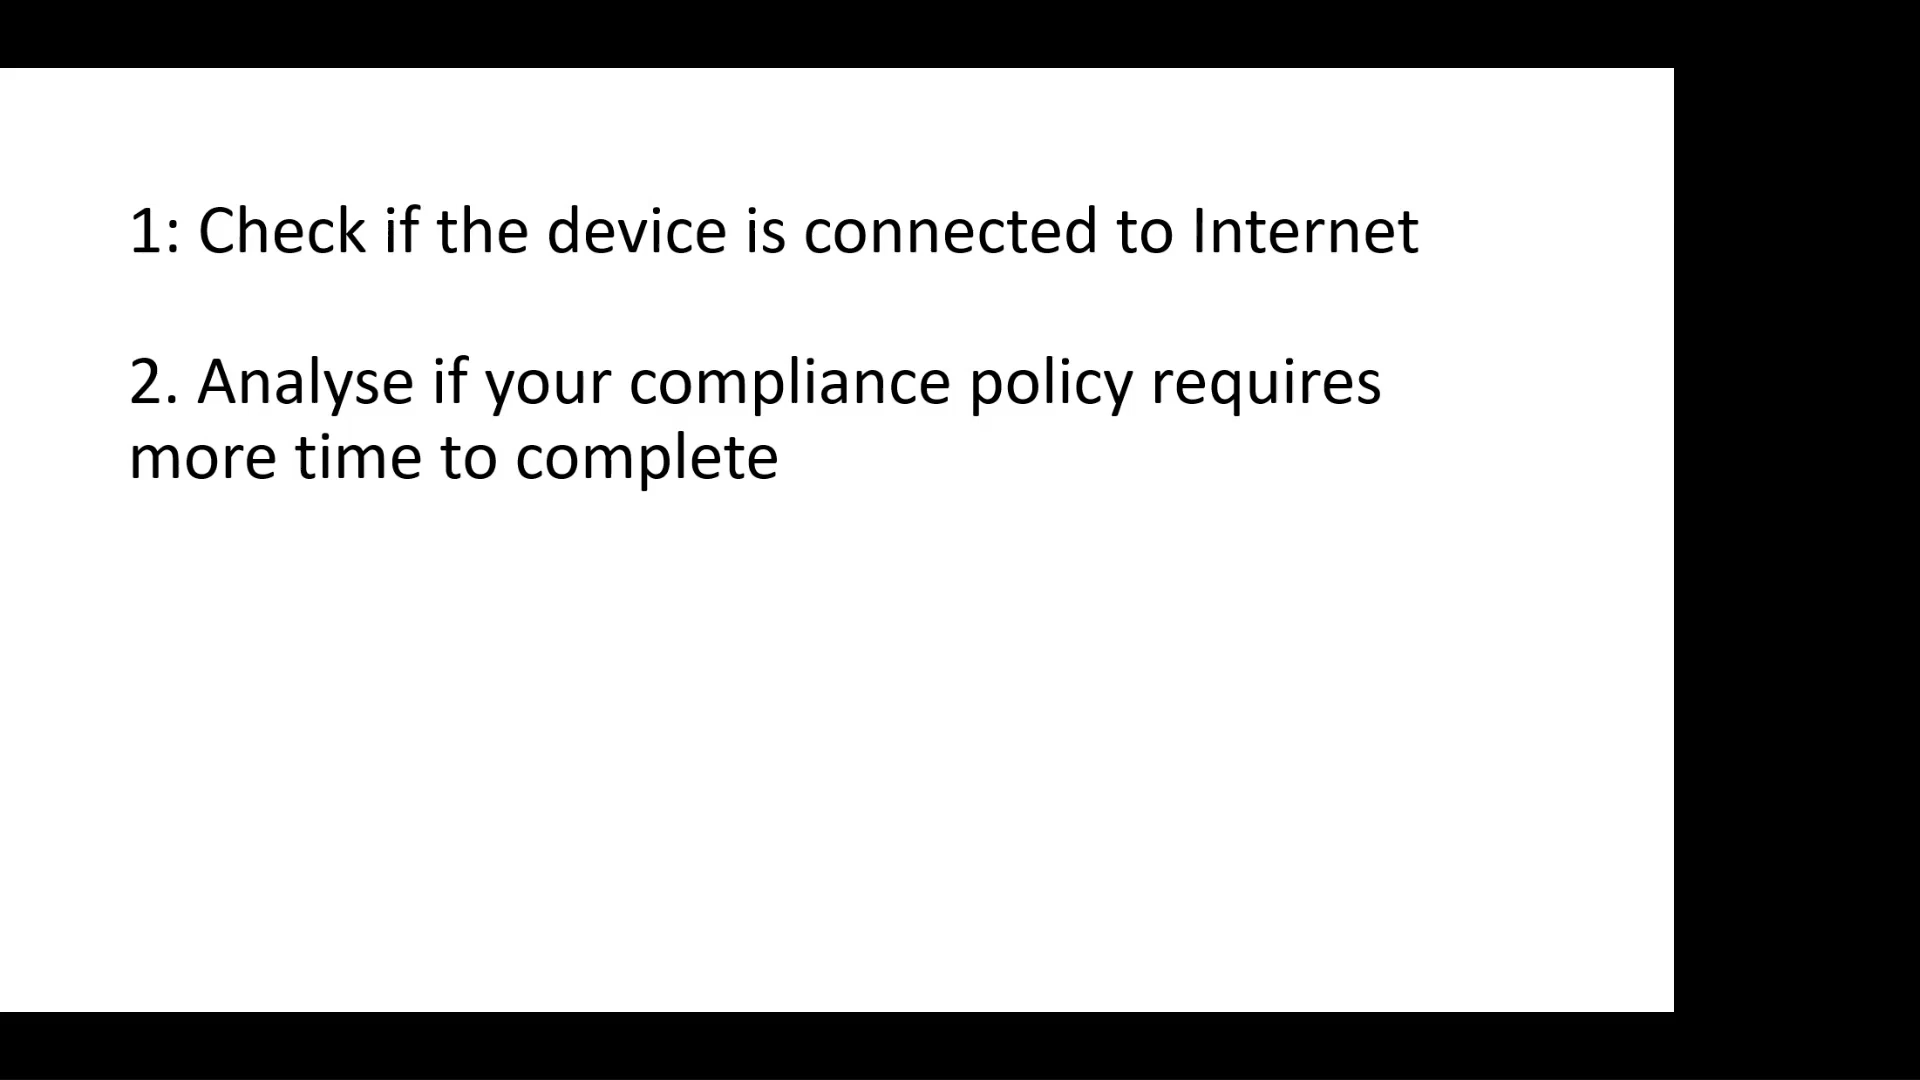 1: Check if the device is connected to Internet
2. Analyse if your compliance policy requires
more time to complete